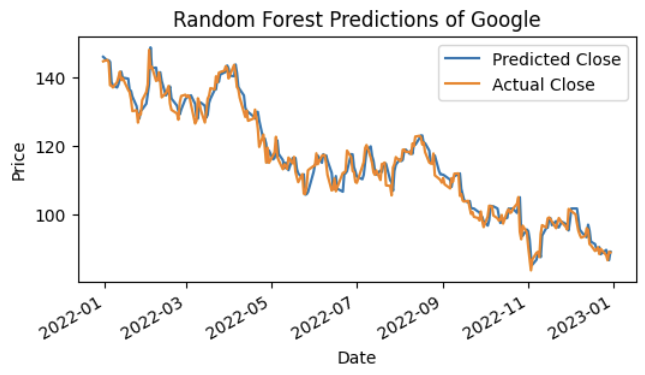 Random Forest Predictions of Google
Predicted Close
Actual Close
Price
140
120
100
2022-01
2022-03
2022-05
2022-07
2022-09
2022-11
2023-01
Date